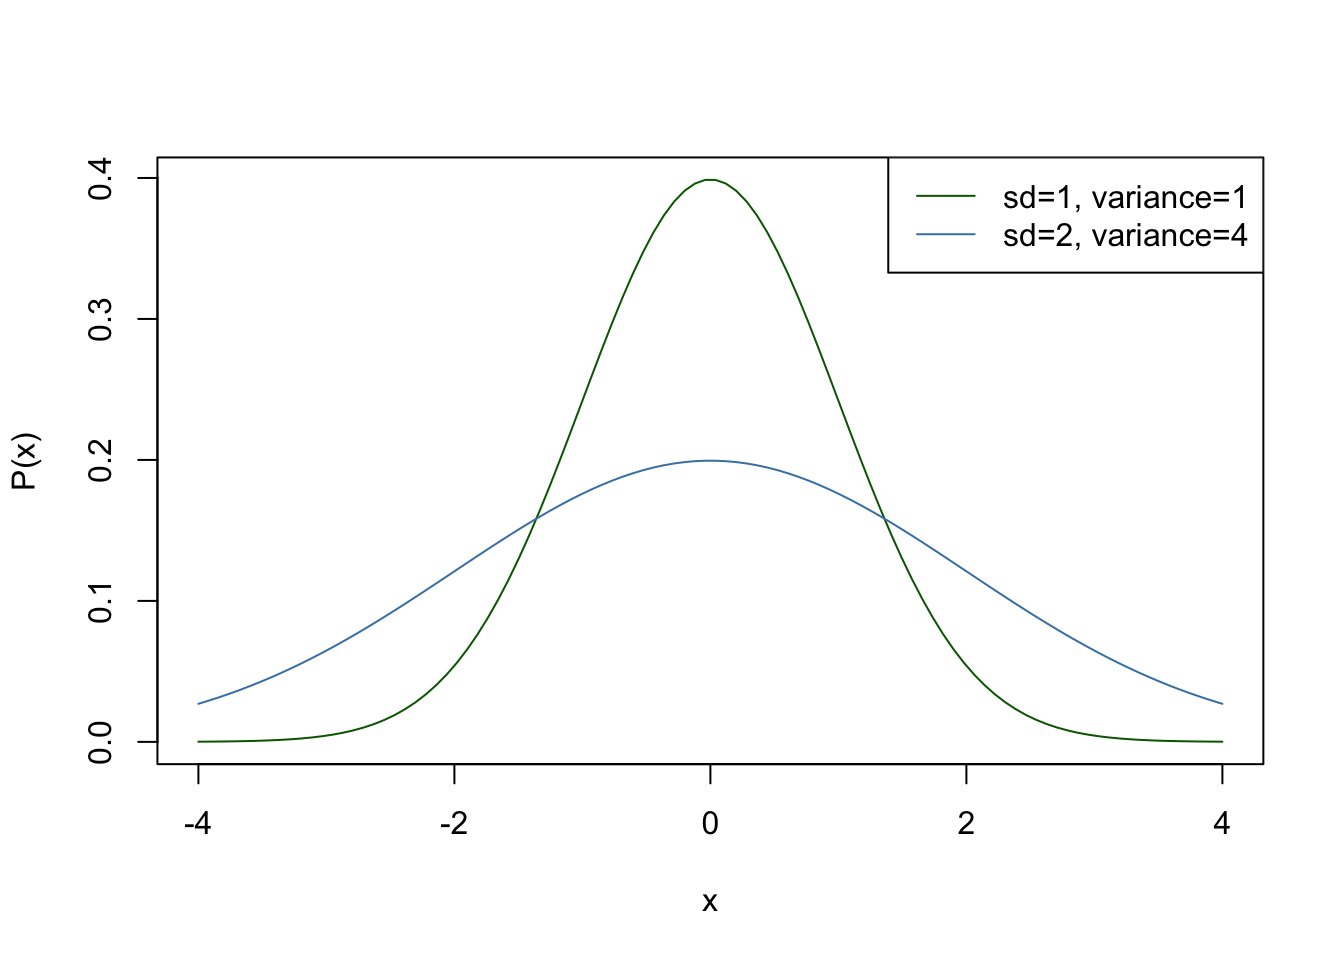 sd=1, variance=1
sd=2, variance=4
0.4
0.3
0.2
0.1
0.0
P(x)
-4 -2 0 2 4
x